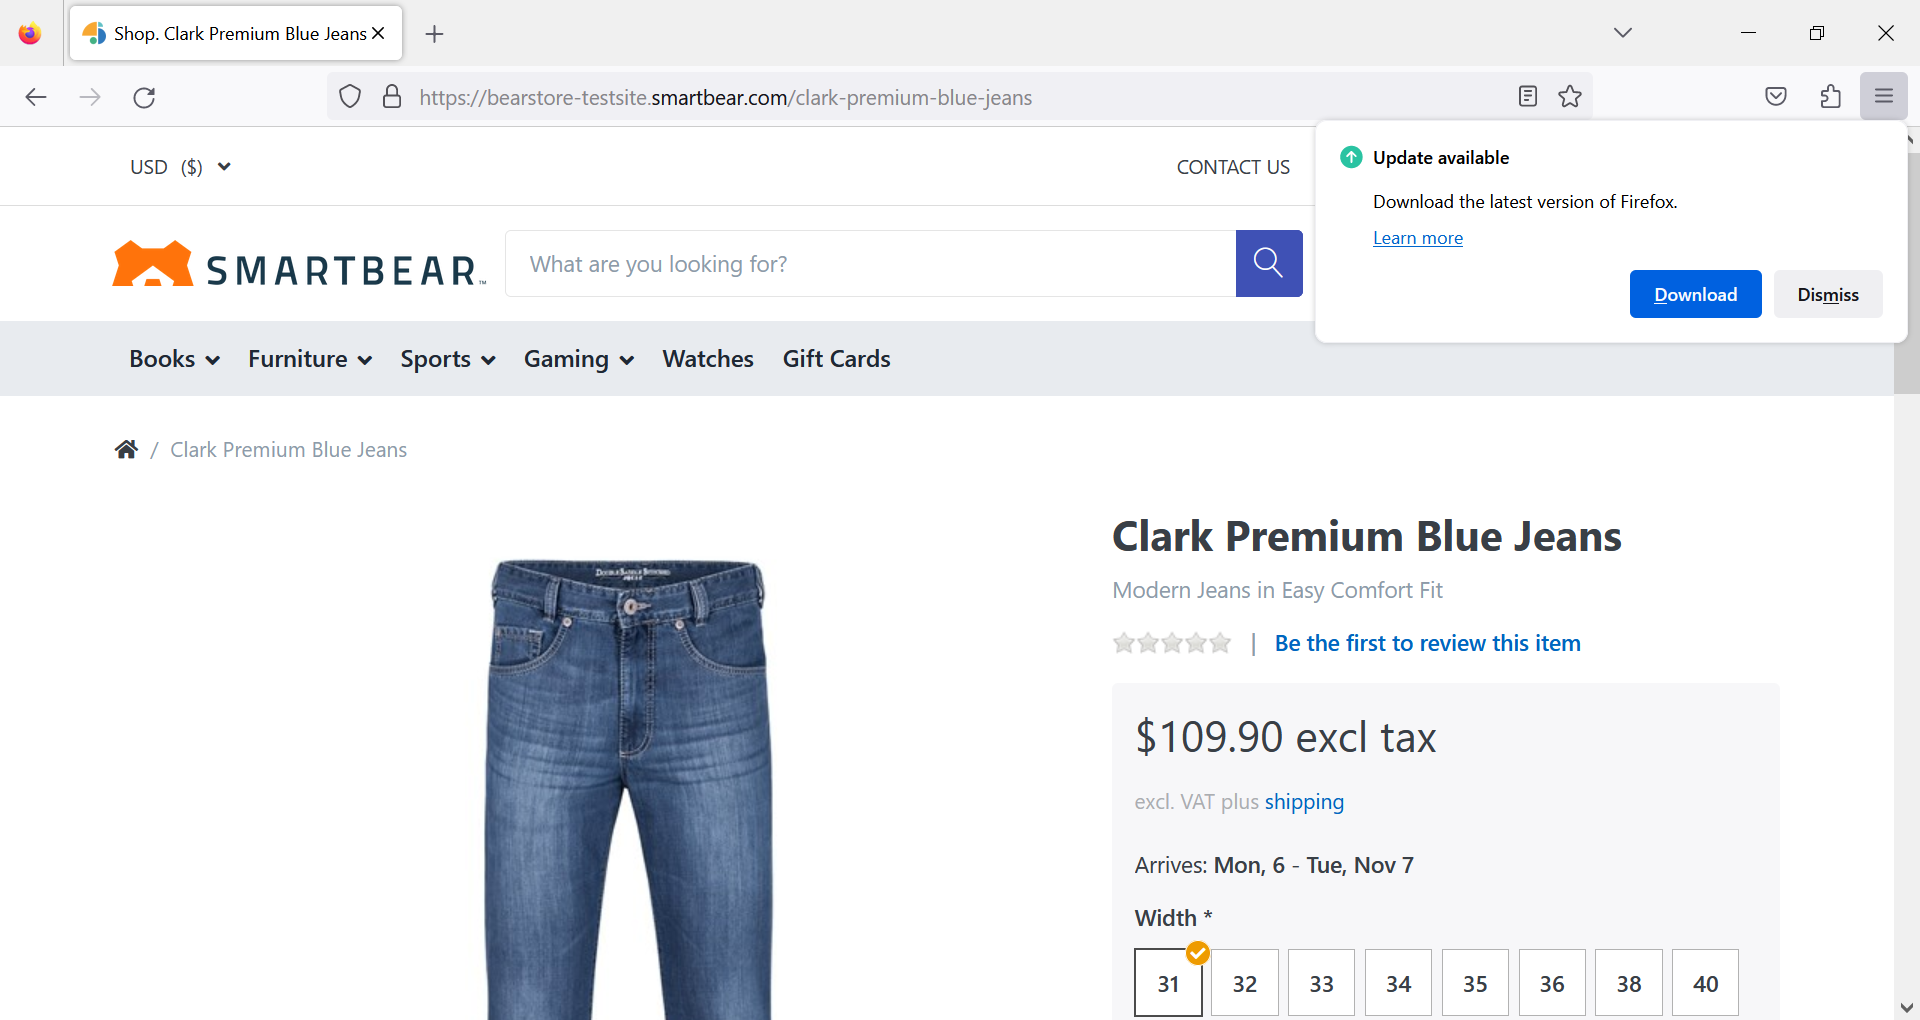 Shop. Clark Premium Blue Jeans
https://bearstore-testsite.smartbear.com/clark-premium-blue-jeans
Update available
Download the latest version of Firefox.
Learn more
Download
Dismiss
USD ($)
CONTACT US
SMARTBEAR™
What are you looking for?
Books
Furniture
Sports
Gaming
Watches
Gift Cards
/ Clark Premium Blue Jeans
DOUBLE SADDLE STITCHED
Clark Premium Blue Jeans
Modern Jeans in Easy Comfort Fit
| Be the first to review this item
$109.90 excl tax
excl. VAT plus shipping
Arrives: Mon, 6 - Tue, Nov 7
Width *
31 32 33 34 35 36 38 40